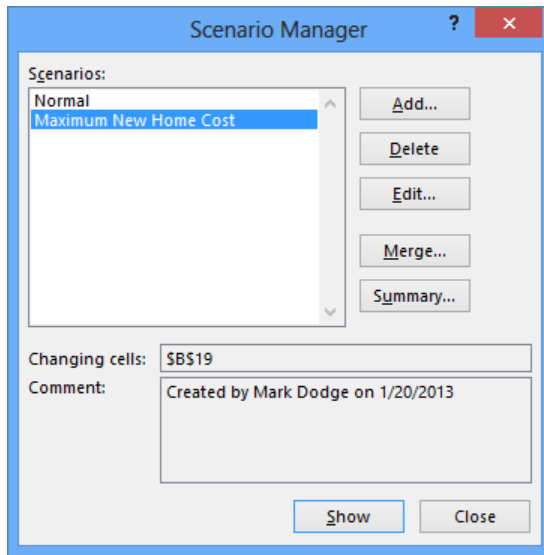 Scenario Manager ? ×
Scenarios:
Normal
Maximum New Home Cost
Add...
Delete
Edit...
Merge...
Summary...
Changing cells: $B$19
Comment: Created by Mark Dodge on 1/20/2013
Show Close